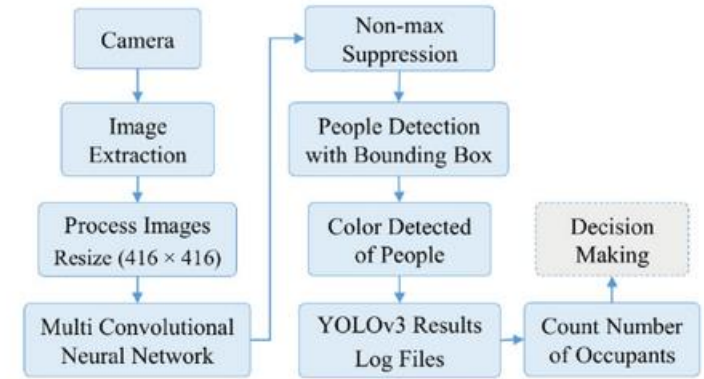 Camera
Image
Extraction
Process Images
Resize (416 × 416)
Multi Convolutional
Neural Network
Non-max
Suppression
People Detection
with Bounding Box
Color Detected
of People
YOLOv3 Results
Log Files
Count Number
of Occupants
Decision
Making